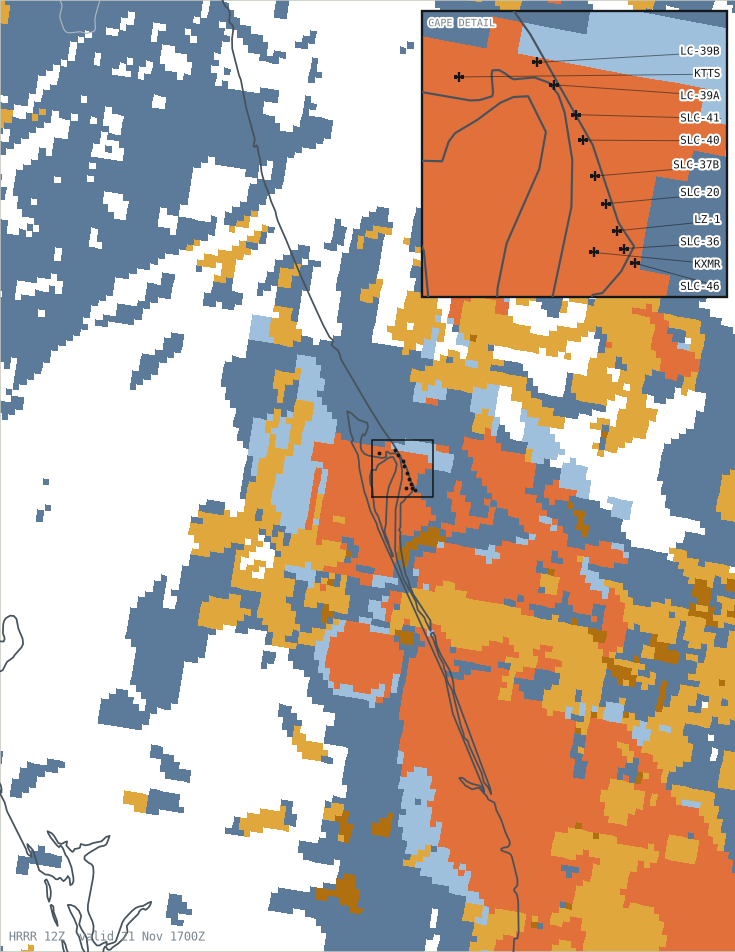 CAPE DETAIL
LC-39B
KTTS
LC-39A
SLC-41
SLC-40
SLC-37B
SLC-20
LZ-1
SLC-36
KXMR
SLC-46
HRRR 12Z valid 21 Nov 1700Z